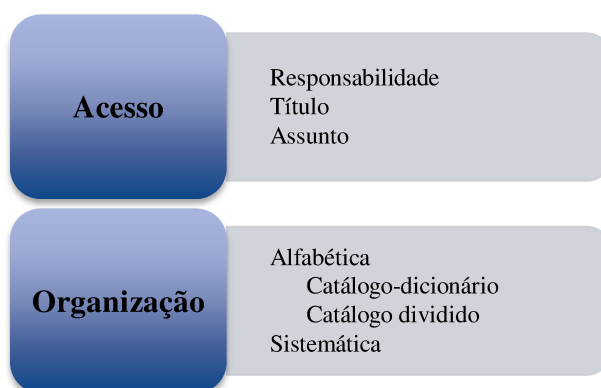 Acesso
Responsabilidade
Título
Assunto
Organização
Alfabética
Catálogo-dicionário
Catálogo dividido
Sistemática